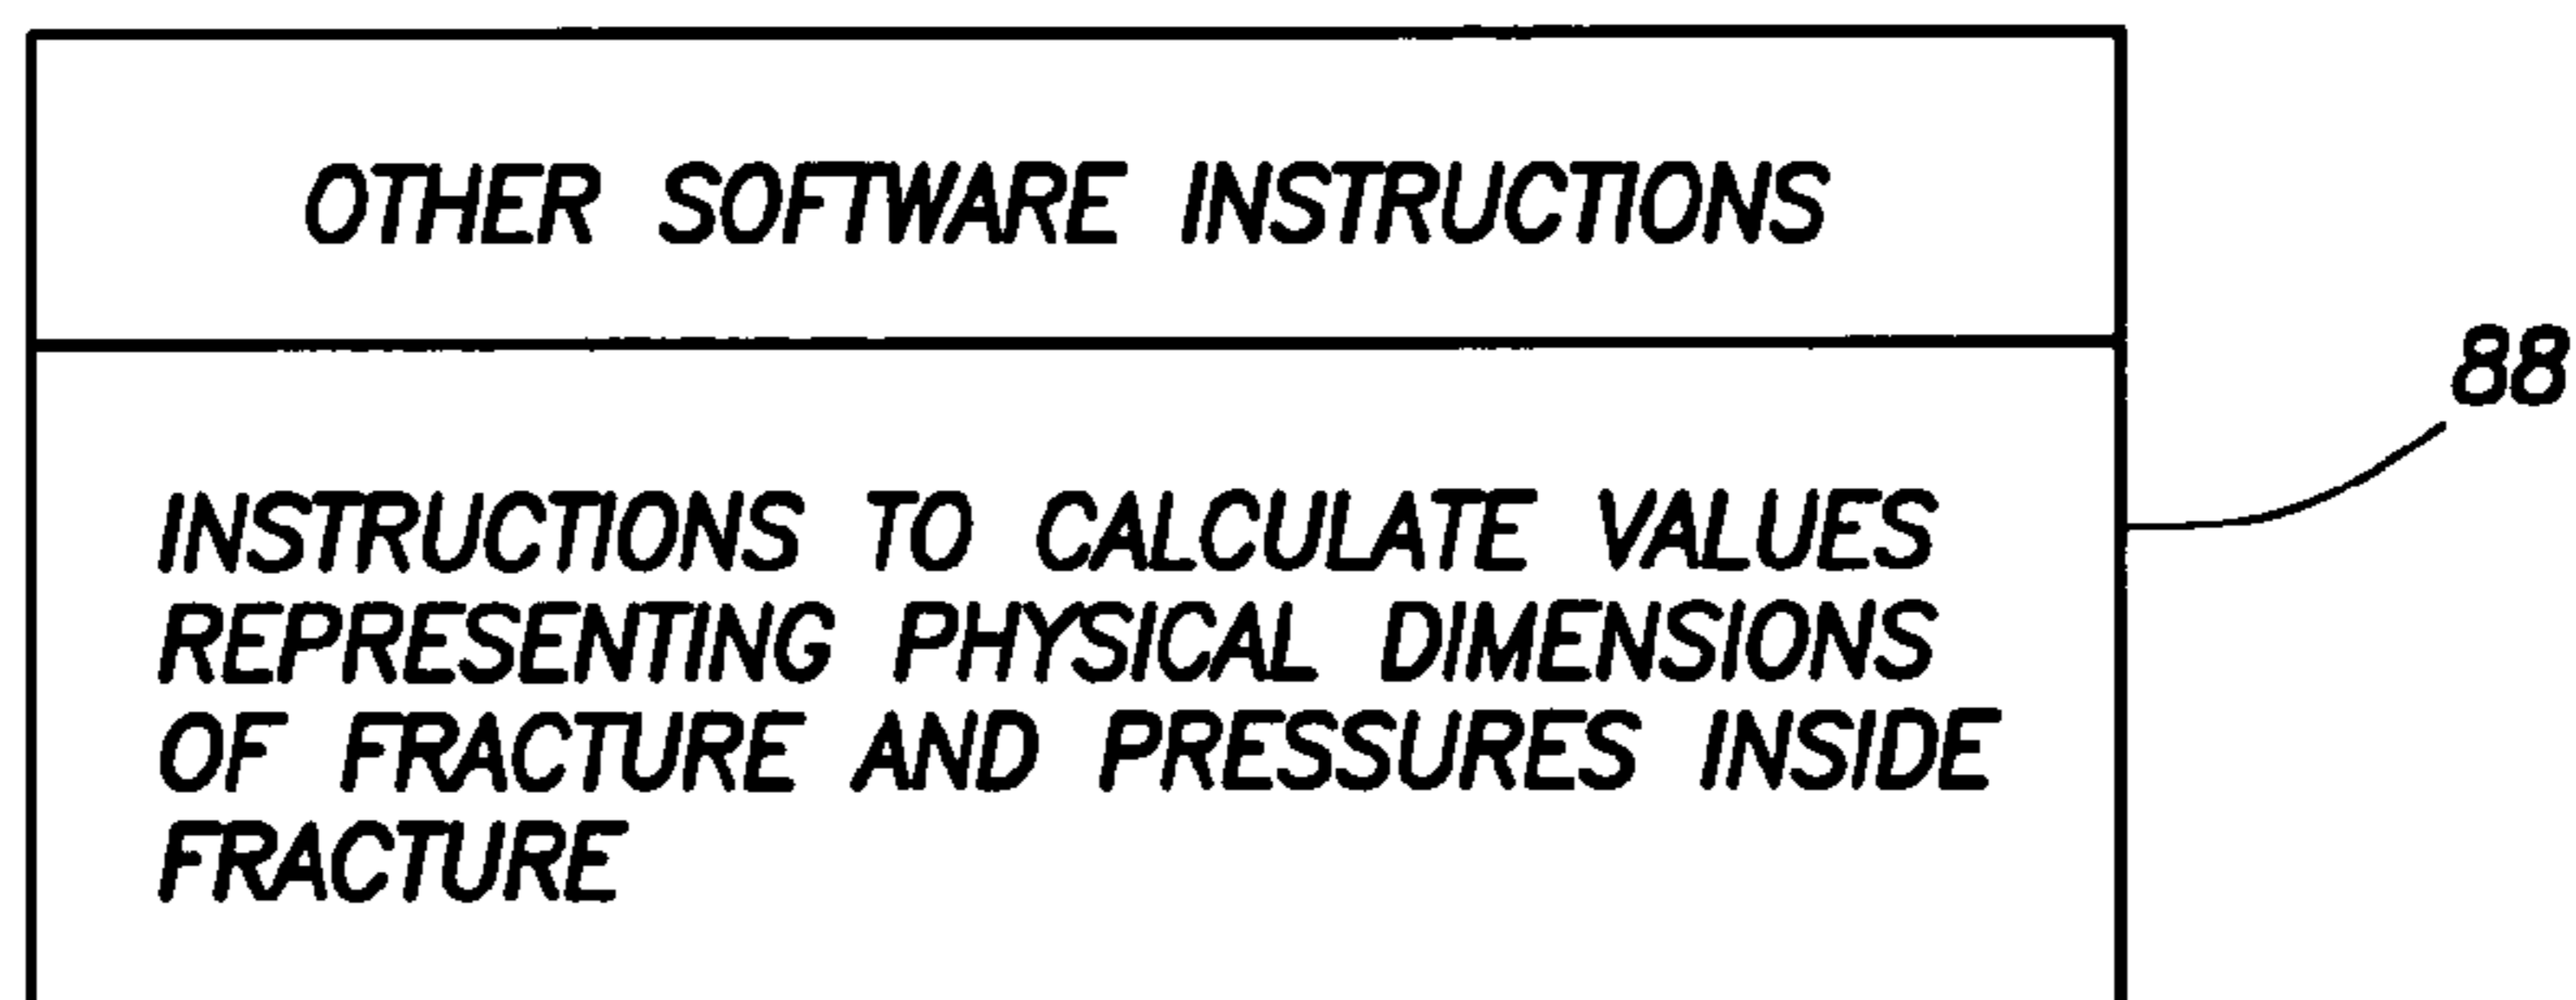 OTHER SOFTWARE INSTRUCTIONS
88
INSTRUCTIONS TO CALCULATE VALUES
REPRESENTING PHYSICAL DIMENSIONS
OF FRACTURE AND PRESSURES INSIDE
FRACTURE